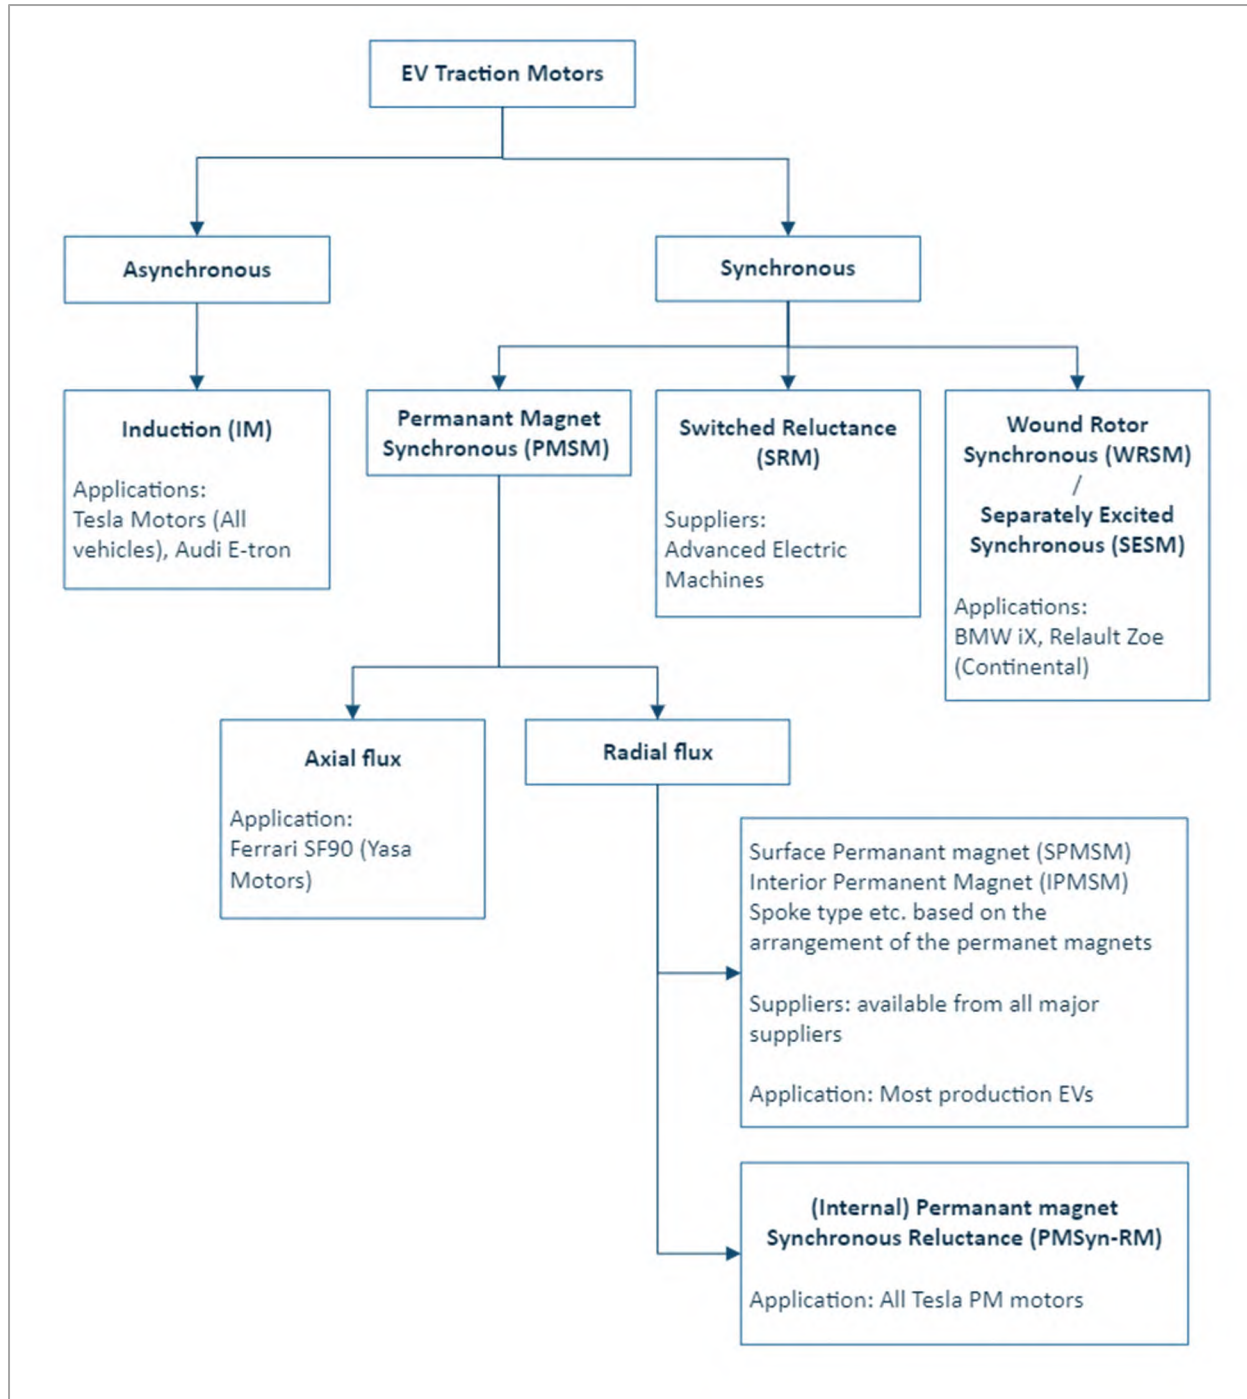 EV Traction Motors
Asynchronous
Synchronous
Induction (IM)
Applications:
Tesla Motors (All
vehicles), Audi E-tron
Permanant Magnet
Synchronous (PMSM)
Switched Reluctance
(SRM)
Suppliers:
Advanced Electric
Machines
Wound Rotor
Synchronous (WRSM)
/
Separately Excited
Synchronous (SESM)
Applications:
BMW iX, Relault Zoe
(Continental)
Axial flux
Application:
Ferrari SF90 (Yasa
Motors)
Radial flux
Surface Permanant magnet (SPMSM)
Interior Permanent Magnet (IPMSM)
Spoke type etc. based on the
arrangement of the permanet magnets
Suppliers: available from all major
suppliers
Application: Most production EVs
(Internal) Permanant magnet
Synchronous Reluctance (PMSyn-RM)
Application: All Tesla PM motors